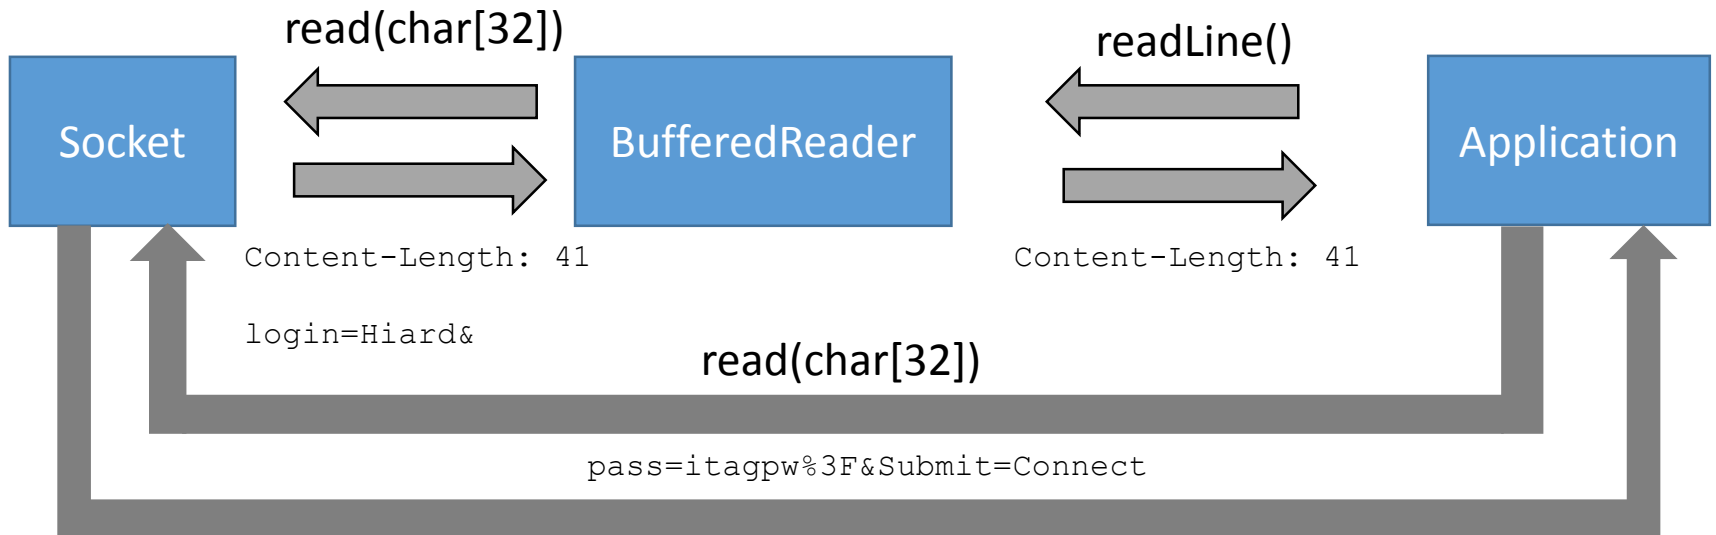 read(char[32])
readLine()
Socket
BufferedReader
Application
Content-Length: 41
Content-Length: 41
login=Hiard&
read(char[32])
pass=itagpw%3F&Submit=Connect